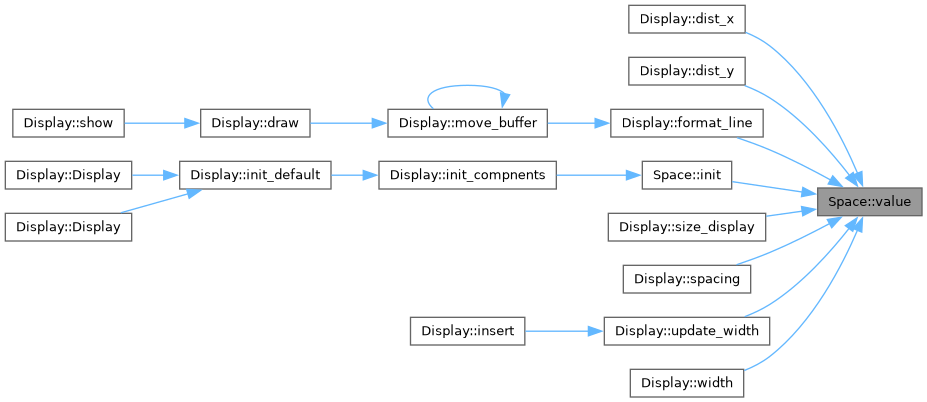 Display::dist_x
Display::dist_y
Display::show
Display::draw
Display::move_buffer
Display::format_line
Display::Display
Display::init_default
Display::init_compnents
Space::init
Space::value
Display::Display
Display::size_display
Display::spacing
Display::insert
Display::update_width
Display::width